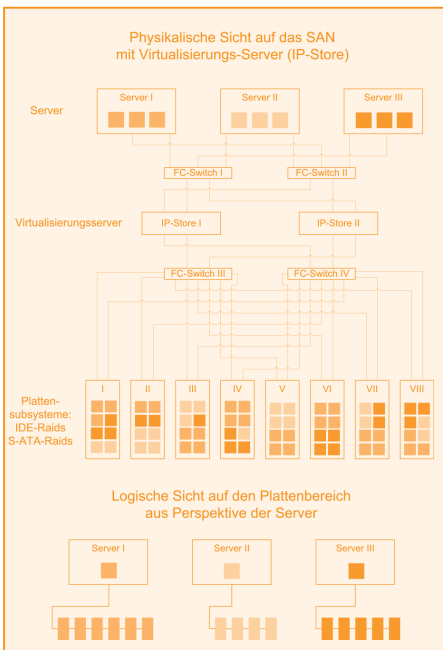 Physikalische Sicht auf das SAN
mit Virtualisierungs-Server (IP-Store)
Server
Server I
Server II
Server III
FC-Switch I
FC-Switch II
Virtualisierungsserver
IP-Store I
IP-Store II
FC-Switch III
FC-Switch IV
Platten-
subsysteme:
IDE-Raids
S-ATA-Raids
I
II
III
IV
V
VI
VII
VIII
Logische Sicht auf den Plattenbereich
aus Perspektive der Server
Server I
Server II
Server III